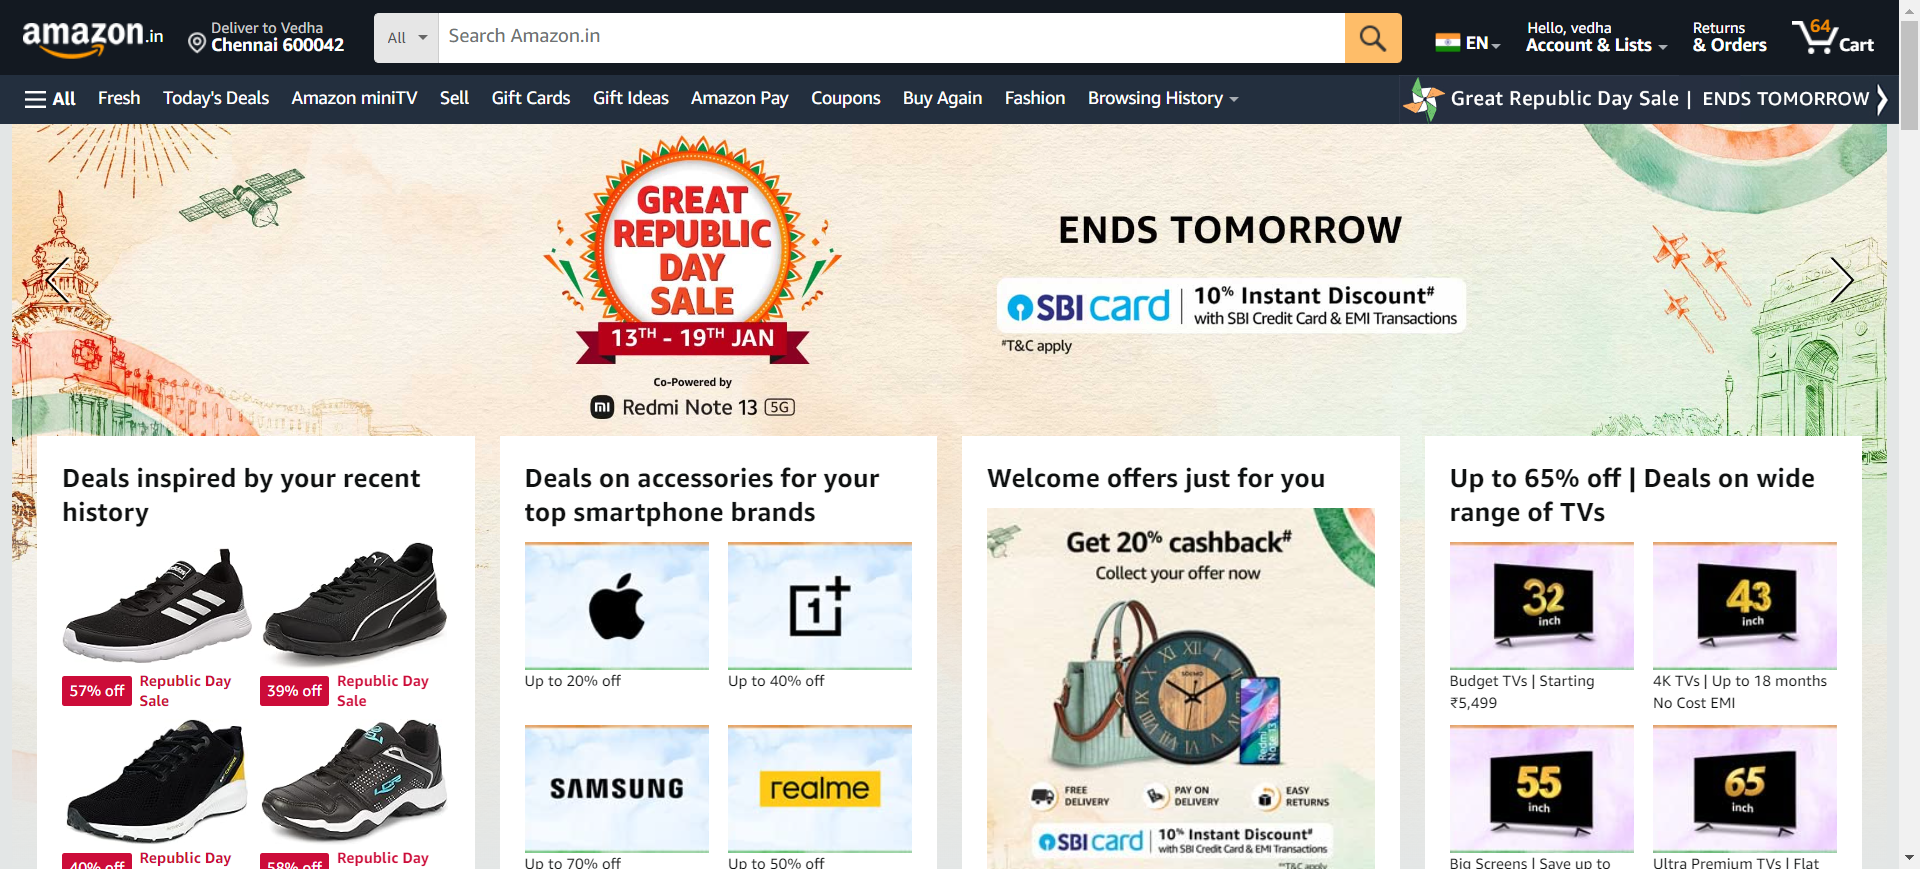 amazon.in
Deliver to Vedha
Chennai 600042
All
Search Amazon.in
EN
Hello, vedha
Account & Lists
Returns
& Orders
64
Cart
All
Fresh
Today's Deals
Amazon miniTV
Sell
Gift Cards
Gift Ideas
Amazon Pay
Coupons
Buy Again
Fashion
Browsing History
Great Republic Day Sale | ENDS TOMORROW
GREAT
REPUBLIC
DAY
SALE
13TH - 19TH JAN
Co-Powered by
mi Redmi Note 13 5G
ENDS TOMORROW
SBI card
10% Instant Discount#
with SBI Credit Card & EMI Transactions
#T&C apply
INDIA
Deals inspired by your recent
history
57% off
Republic Day
Sale
39% off
Republic Day
Sale
40% off
Republic Day
58% off
Republic Day
Deals on accessories for your
top smartphone brands
1+
Up to 20% off
Up to 40% off
SAMSUNG
realme
Up to 70% off
Up to 50% off
Welcome offers just for you
Get 20% cashback#
Collect your offer now
Redmi
Note 13
FREE
DELIVERY
PAY ON
DELIVERY
EASY
RETURNS
SBI card
10% Instant Discount#
with SBI Credit Card & EMI Transactions
Up to 65% off | Deals on wide
range of TVs
32
inch
43
inch
Budget TVs | Starting
₹5,499
4K TVs | Up to 18 months
No Cost EMI
55
inch
65
inch
Big Screens | Save up to
Ultra Premium TVs | Flat